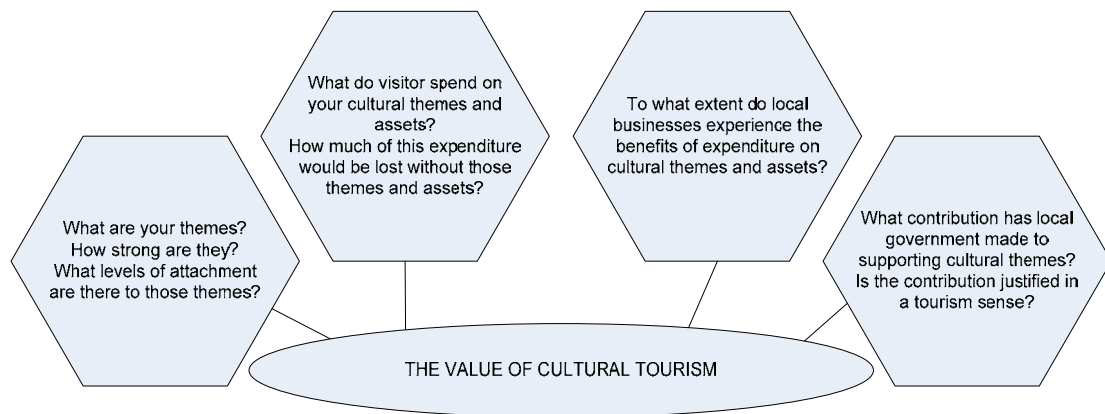 What are your themes?
How strong are they?
What levels of attachment
are there to those themes?
What do visitor spend on
your cultural themes and
assets?
How much of this expenditure
would be lost without those
themes and assets?
To what extent do local
businesses experience the
benefits of expenditure on
cultural themes and assets?
What contribution has local
government made to
supporting cultural themes?
Is the contribution justified in
a tourism sense?
THE VALUE OF CULTURAL TOURISM